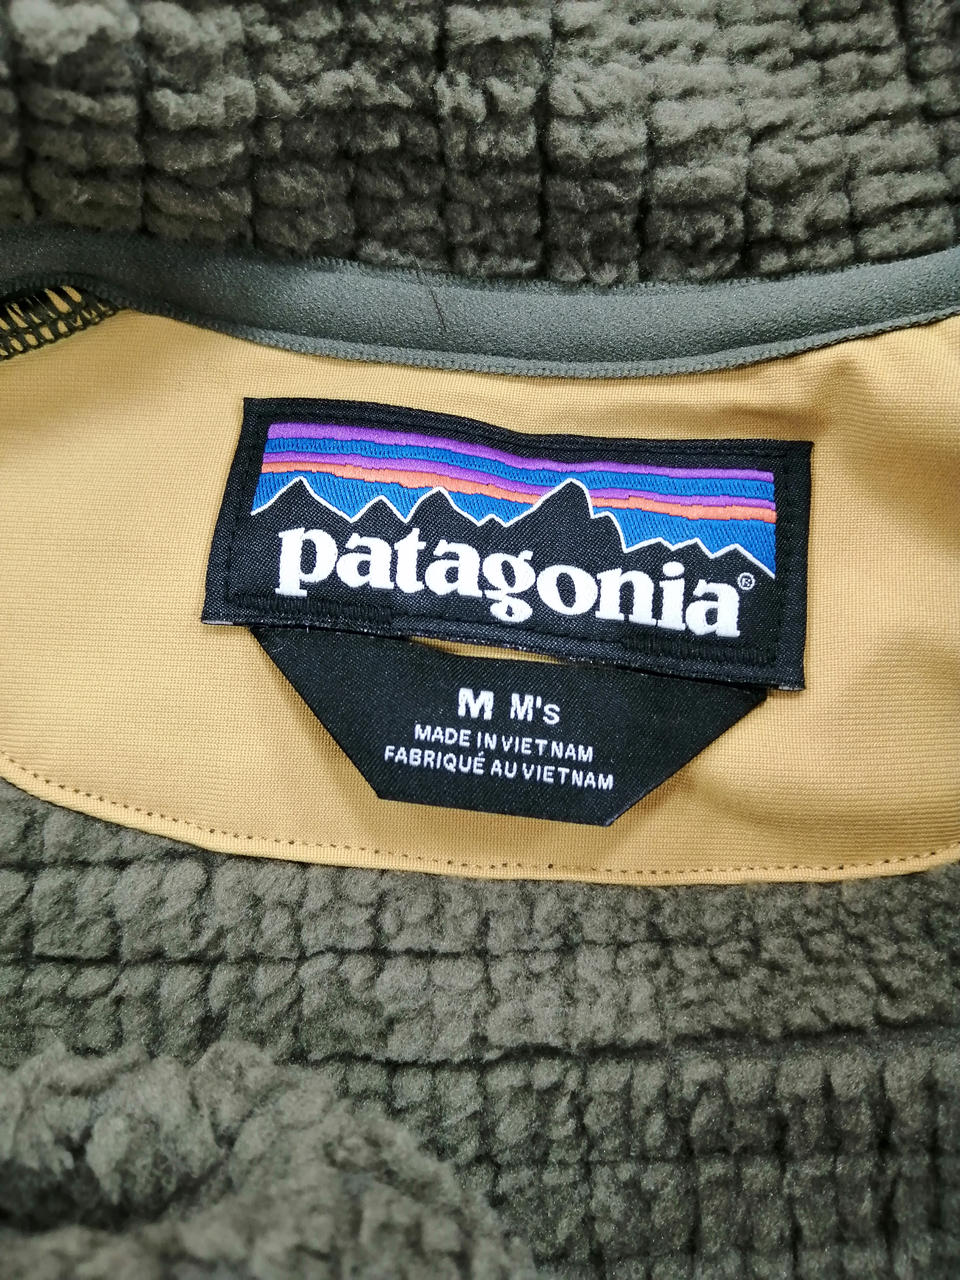 patagonia®
M M's
MADE IN VIETNAM
FABRIQUÉ AU VIETNAM